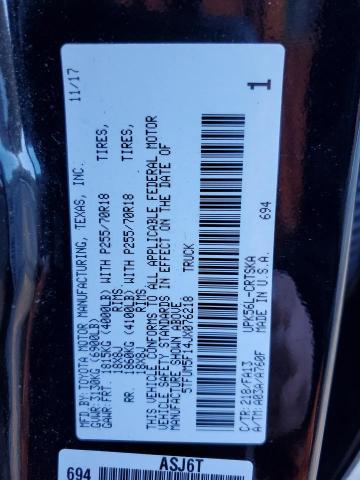 MFD BY: TOYOTA MOTOR MANUFACTURING, TEXAS, INC. 11/17
GVWR: 3130KG (6900LB)
GAWR: FRT. 1815KG (4000LB) WITH P255/70R18 TIRES,
18X8J RIMS
RR. 1860KG (4100LB) WITH P255/70R18 TIRES,
18X8J RIMS
THIS VEHICLE CONFORMS TO ALL APPLICABLE FEDERAL MOTOR
VEHICLE SAFETY STANDARDS IN EFFECT ON THE DATE OF
MANUFACTURE SHOWN ABOVE.
TRUCK
1
694
UPK56L-CRTSKA
C/TR:218/FA13
A/TM:A03A/A760F
MADE IN U.S.A.
ASJ6T
694